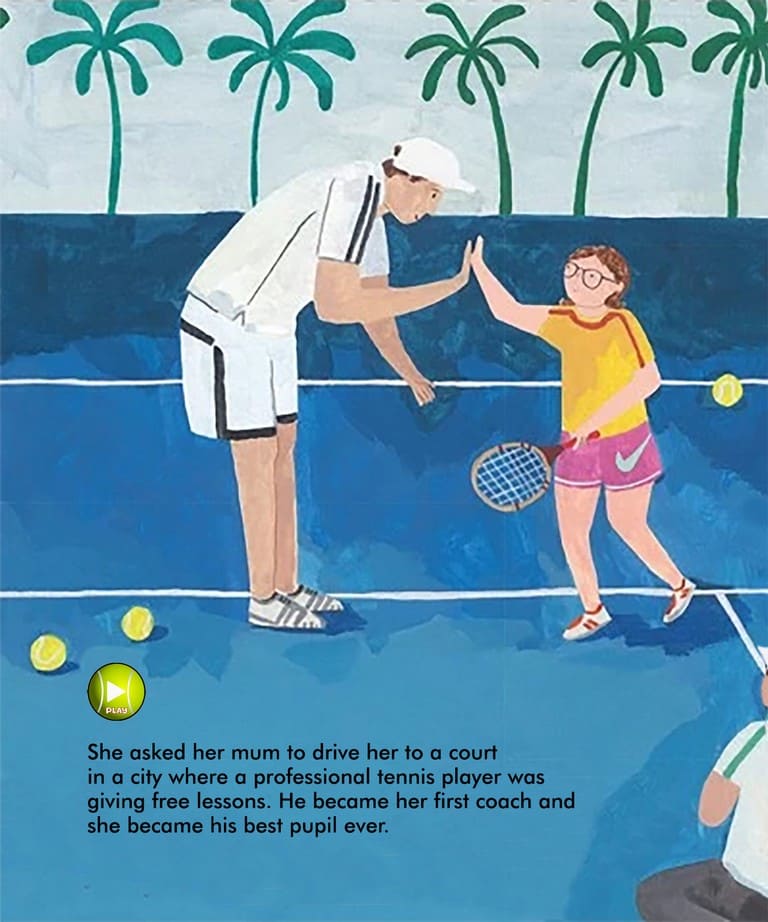 PLAY
She asked her mum to drive her to a court
in a city where a professional tennis player was
giving free lessons. He became her first coach and
she became his best pupil ever.